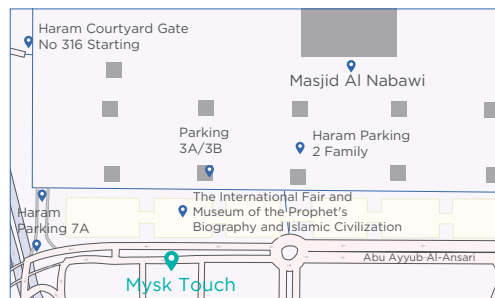 Haram Courtyard Gate
No 316 Starting
Masjid Al Nabawi
Parking
3A/3B
Haram Parking
2 Family
Haram
Parking 7A
The International Fair and
Museum of the Prophet's
Biography and Islamic Civilization
Abu Ayyub Al-Ansari
Mysk Touch